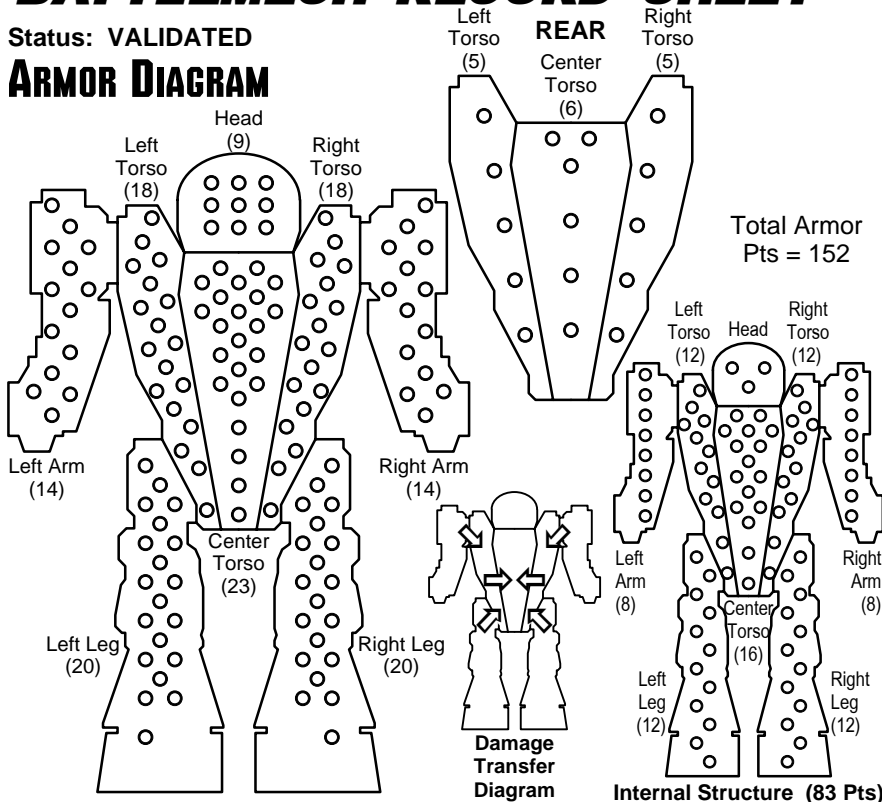 BATTLEMECH RECORD SHEET
Status: VALIDATED
ARMOR DIAGRAM
Head
(9)
Left
Torso
(18)
Right
Torso
(18)
Left Arm
(14)
Right Arm
(14)
Center
Torso
(23)
Left Leg
(20)
Right Leg
(20)
REAR
Left
Torso
(5)
Center
Torso
(6)
Right
Torso
(5)
Total Armor
Pts = 152
Left
Torso
(12)
Head
Right
Torso
(12)
Left
Arm
(8)
Right
Arm
(8)
Center
Torso
(16)
Left
Leg
(12)
Right
Leg
(12)
Damage
Transfer
Diagram
Internal Structure (83 Pts)